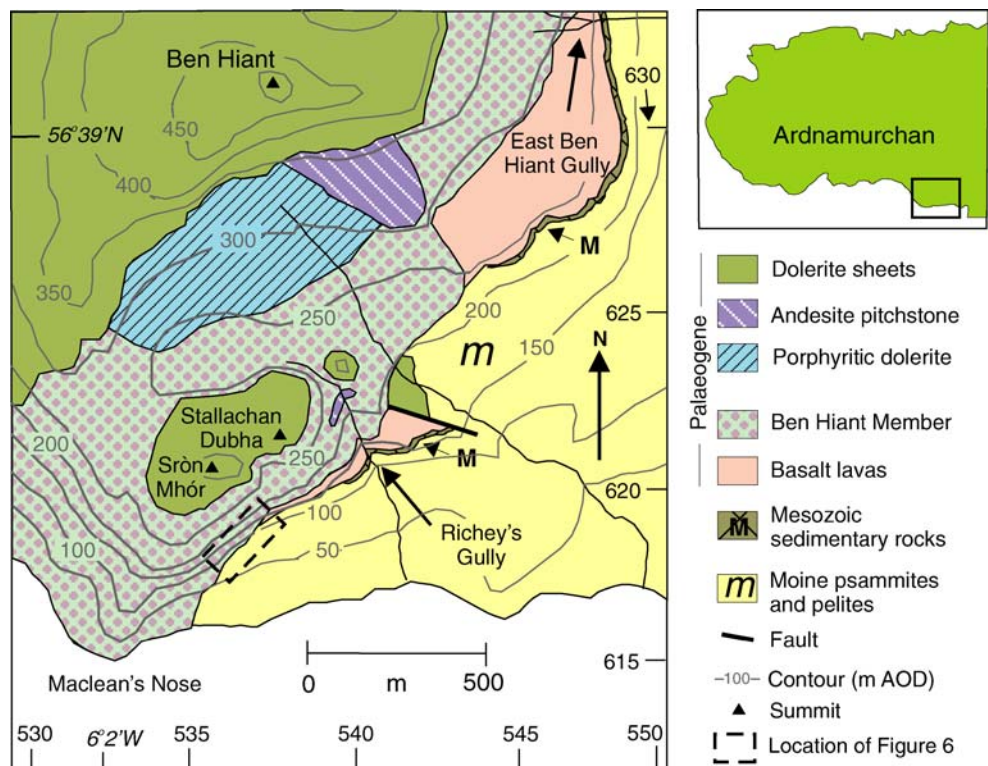 Ben Hiant
56°39'N
450
400
350
300
250
200
100
East Ben
Hiant Gully
630
M
200
150
625
m
N
Stallachan
Dubha
Sròn
Mhór
250
M
620
100
50
Richey's
Gully
615
Maclean's Nose
0 m 500
530 6°2'W 535 540 545 550
Ardnamurchan
Palaeogene
Dolerite sheets
Andesite pitchstone
Porphyritic dolerite
Ben Hiant Member
Basalt lavas
M
Mesozoic
sedimentary rocks
m
Moine psammites
and pelites
Fault
100
Contour (m AOD)
Summit
Location of Figure 6